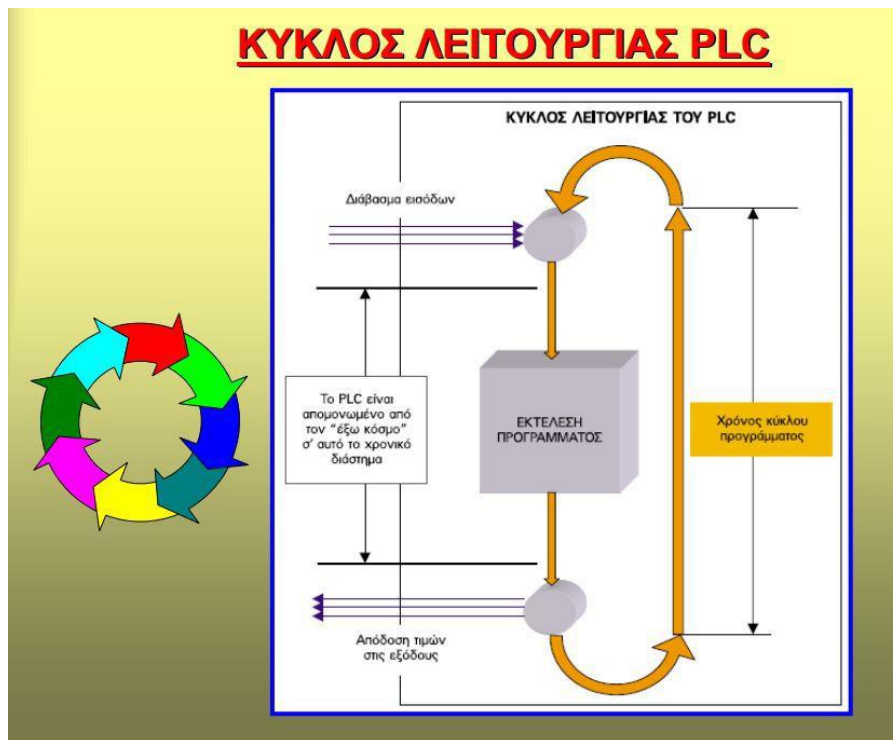 ΚΥΚΛΟΣ ΛΕΙΤΟΥΡΓΙΑΣ PLC
ΚΥΚΛΟΣ ΛΕΙΤΟΥΡΓΙΑΣ ΤΟΥ PLC
Διάβασμα εισόδων
Το PLC είναι
απομονωμένο από
τον "έξω κόσμο"
σ' αυτό το χρονικό
διάστημα
ΕΚΤΕΛΕΣΗ
ΠΡΟΓΡΑΜΜΑΤΟΣ
Χρόνος κύκλου
προγράμματος
Απόδοση τιμών
στις εξόδους